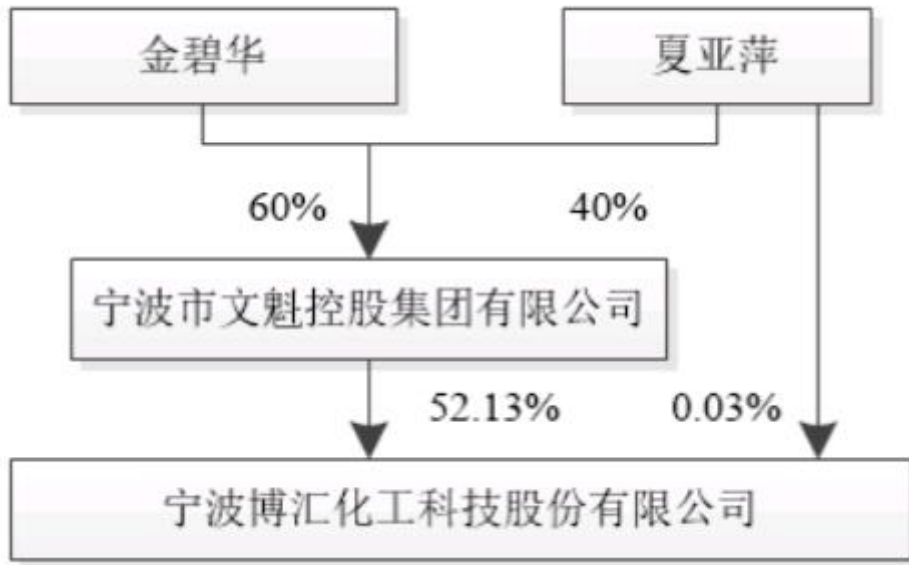 金碧华
夏亚萍
60%
40%
宁波市文魁控股集团有限公司
52.13%
0.03%
宁波博汇化工科技股份有限公司